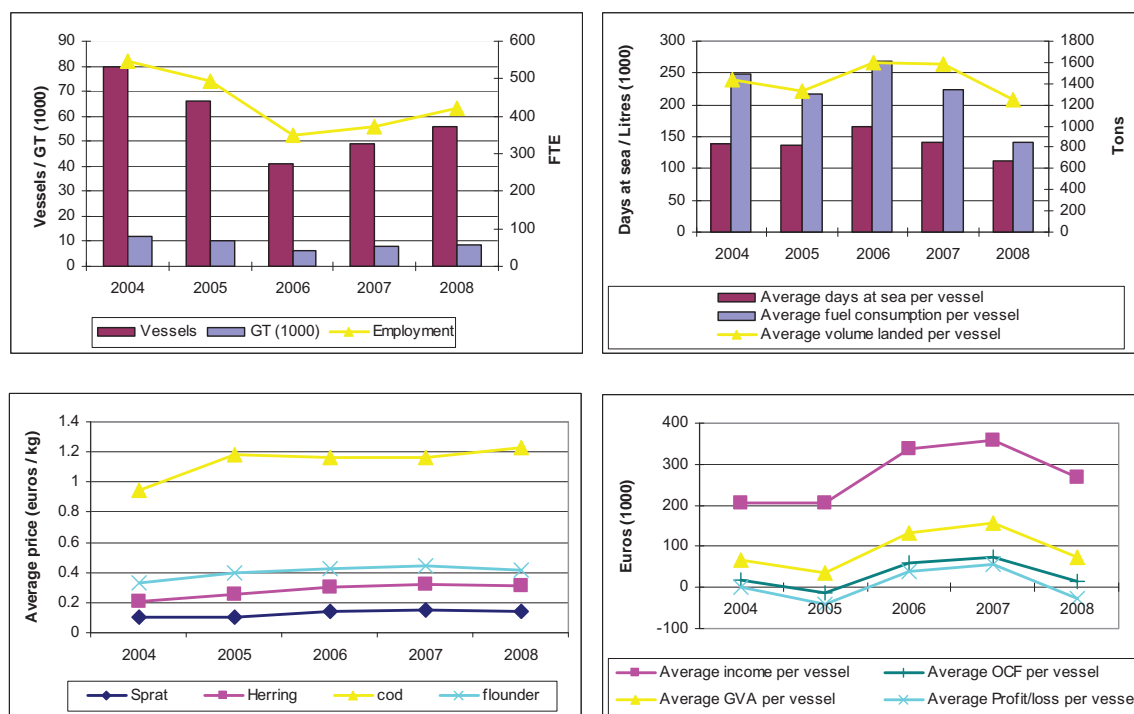 90
80
70
60
50
40
30
20
10
0
Vessels / GT (1000)
600
500
400
300
200
100
0
FTE
2004 2005 2006 2007 2008
Vessels GT (1000) Employment
300
250
200
150
100
50
0
Days at sea / Litres (1000)
1800
1600
1400
1200
1000
800
600
400
200
0
Tons
2004 2005 2006 2007 2008
Average days at sea per vessel
Average fuel consumption per vessel
Average volume landed per vessel
1.4
1.2
1
0.8
0.6
0.4
0.2
0
Average price (euros / kg)
2004 2005 2006 2007 2008
Sprat Herring cod flounder
400
300
200
100
0
-100
Euros (1000)
2004 2005 2006 2007 2008
Average income per vessel Average OCF per vessel
Average GVA per vessel Average Profit/loss per vesse